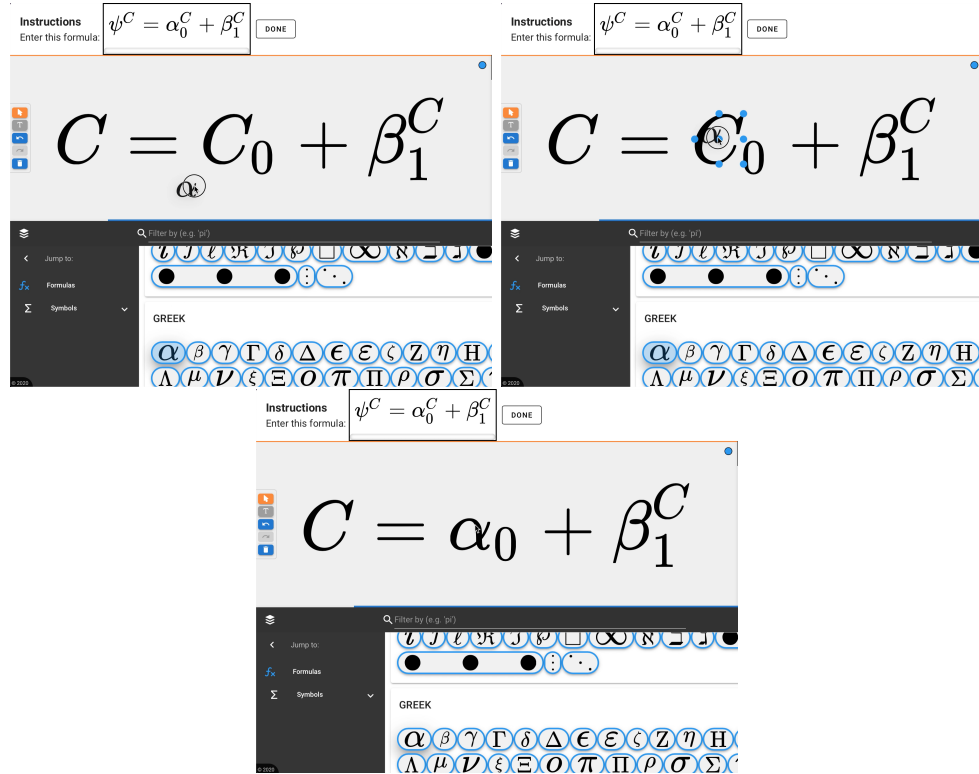 Instructions
Enter this formula: ψ^C = α_0^C + β_1^C DONE
C = C_0 + β_1^C
α
Filter by (e.g. 'pi')
Jump to:
Formulas
Symbols
GREEK
α β γ Γ δ Δ ϵ ε ζ Z η H
Λ μ ν ξ Ξ o π Π ρ σ Σ
© 2020
Instructions
Enter this formula: ψ^C = α_0^C + β_1^C DONE
C = C_0 + β_1^C
α
Filter by (e.g. 'pi')
Jump to:
Formulas
Symbols
GREEK
α β γ Γ δ Δ ϵ ε ζ Z η H
Λ μ ν ξ Ξ o π Π ρ σ Σ
© 2020
Instructions
Enter this formula: ψ^C = α_0^C + β_1^C DONE
C = α_0 + β_1^C
Filter by (e.g. 'pi')
Jump to:
Formulas
Symbols
GREEK
α β γ Γ δ Δ ϵ ε ζ Z η H
Λ μ ν ξ Ξ o π Π ρ σ Σ
© 2020